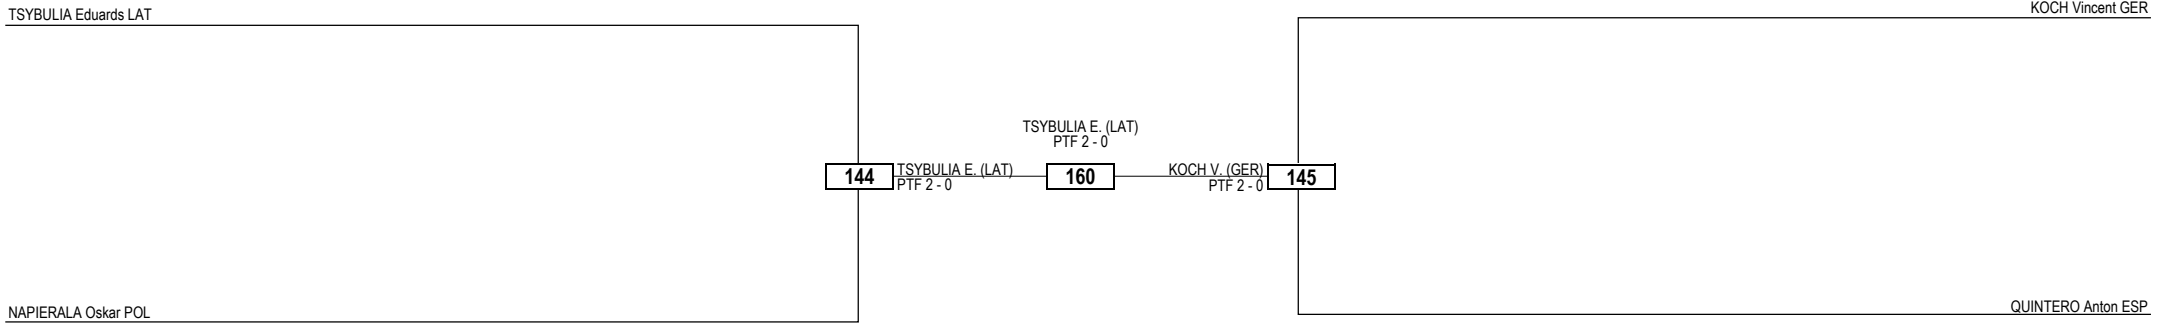 TSYBULIA Eduards LAT
KOCH Vincent GER
TSYBULIA E. (LAT)
PTF 2 - 0
144
TSYBULIA E. (LAT)
PTF 2 - 0
160
KOCH V. (GER)
PTF 2 - 0
145
NAPIERALA Oskar POL
QUINTERO Anton ESP